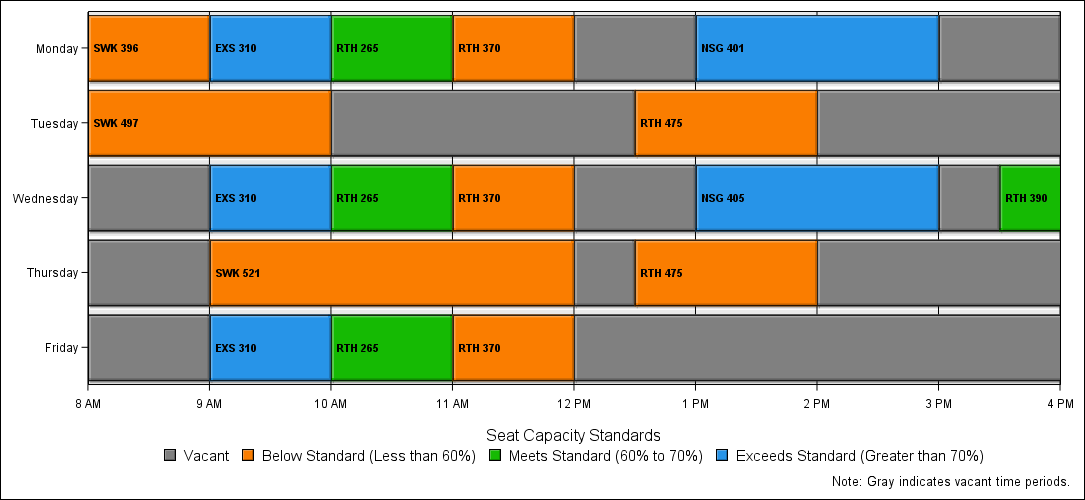 Monday SWK 396 EXS 310 RTH 265 RTH 370 NSG 401
Tuesday SWK 497 RTH 475
Wednesday EXS 310 RTH 265 RTH 370 NSG 405 RTH 390
Thursday SWK 521 RTH 475
Friday EXS 310 RTH 265 RTH 370
8 AM 9 AM 10 AM 11 AM 12 PM 1 PM 2 PM 3 PM 4 PM
Seat Capacity Standards
Vacant Below Standard (Less than 60%) Meets Standard (60% to 70%) Exceeds Standard (Greater than 70%)
Note: Gray indicates vacant time periods.